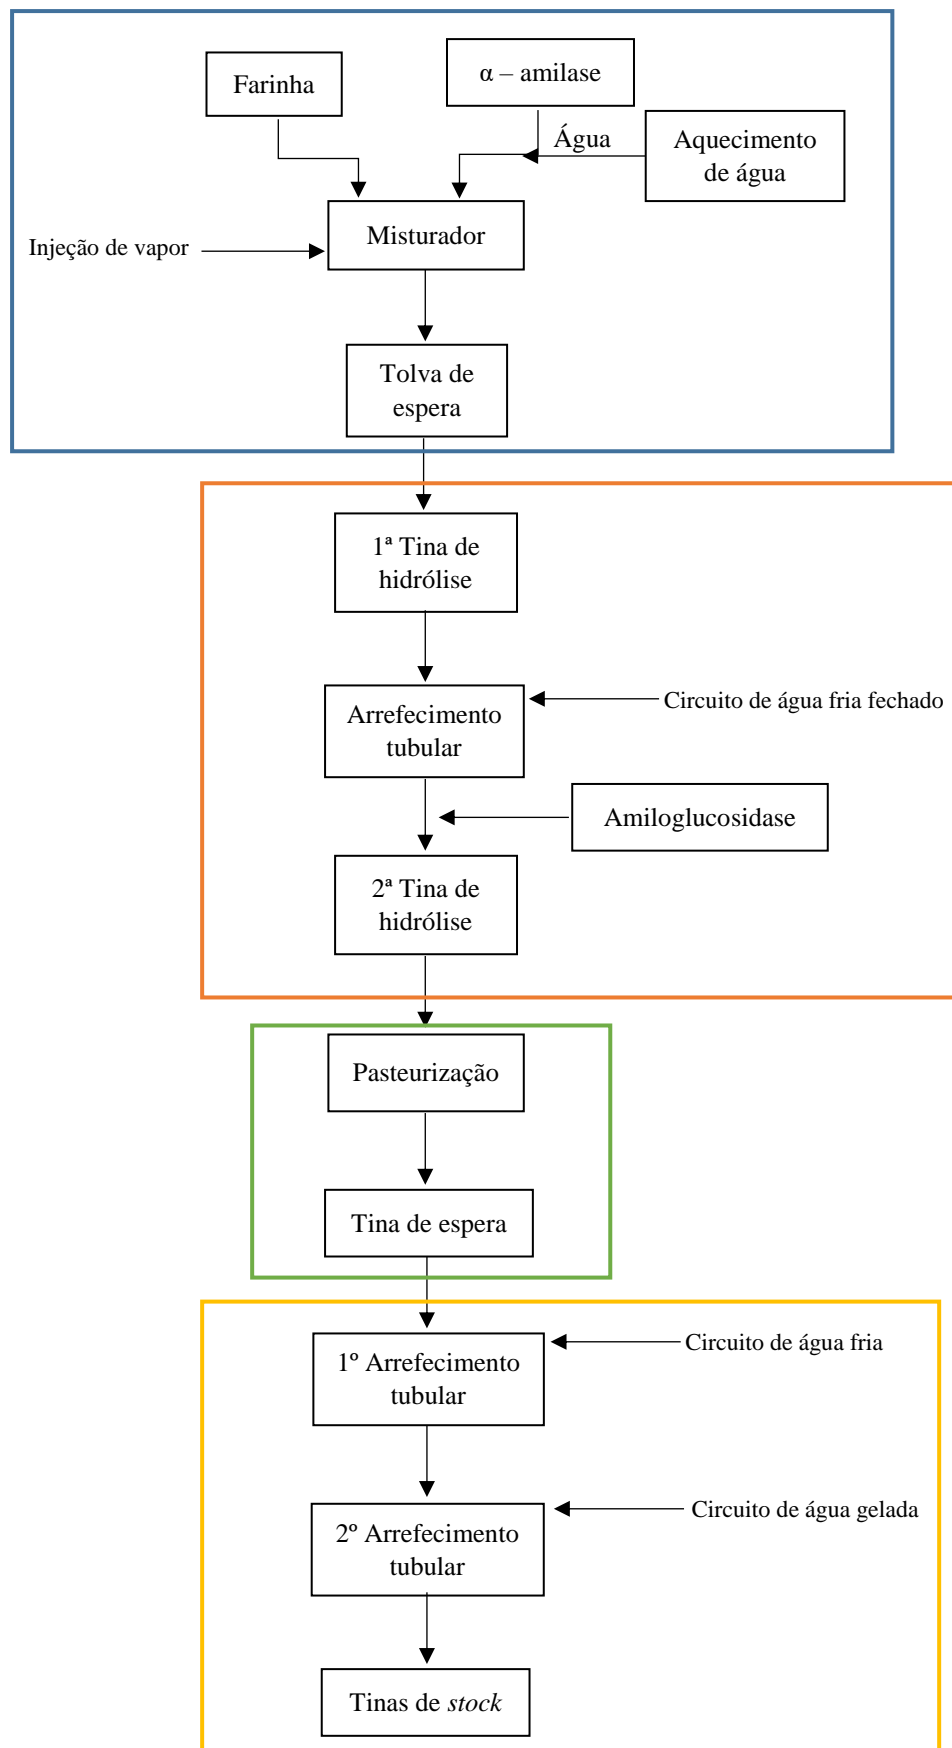 Farinha
α – amilase
Água
Aquecimento
de água
Injeção de vapor
Misturador
Tolva de
espera
1ª Tina de
hidrólise
Arrefecimento
tubular
Circuito de água fria fechado
Amiloglucosidase
2ª Tina de
hidrólise
Pasteurização
Tina de espera
1º Arrefecimento
tubular
Circuito de água fria
2º Arrefecimento
tubular
Circuito de água gelada
Tinas de stock